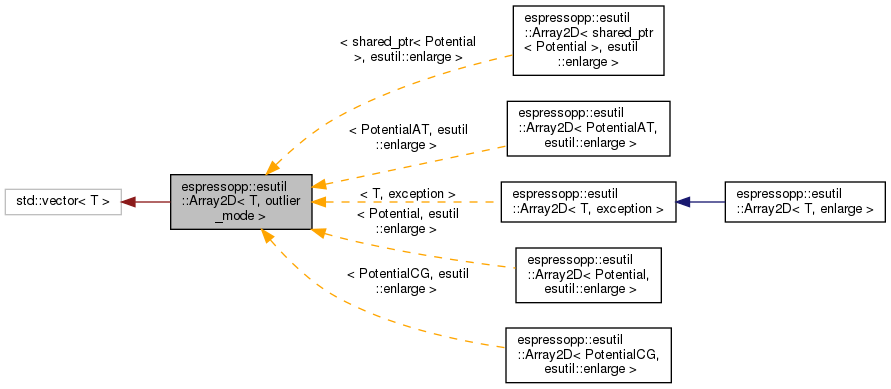 std::vector< T >
espressopp::esutil
::Array2D< T, outlier
_mode >
< shared_ptr< Potential
>, esutil::enlarge >
espressopp::esutil
::Array2D< shared_ptr
< Potential >, esutil
::enlarge >
< PotentialAT, esutil
::enlarge >
espressopp::esutil
::Array2D< PotentialAT,
esutil::enlarge >
< T, exception >
espressopp::esutil
::Array2D< T, exception >
espressopp::esutil
::Array2D< T, enlarge >
< Potential, esutil
::enlarge >
espressopp::esutil
::Array2D< Potential,
esutil::enlarge >
< PotentialCG, esutil
::enlarge >
espressopp::esutil
::Array2D< PotentialCG,
esutil::enlarge >